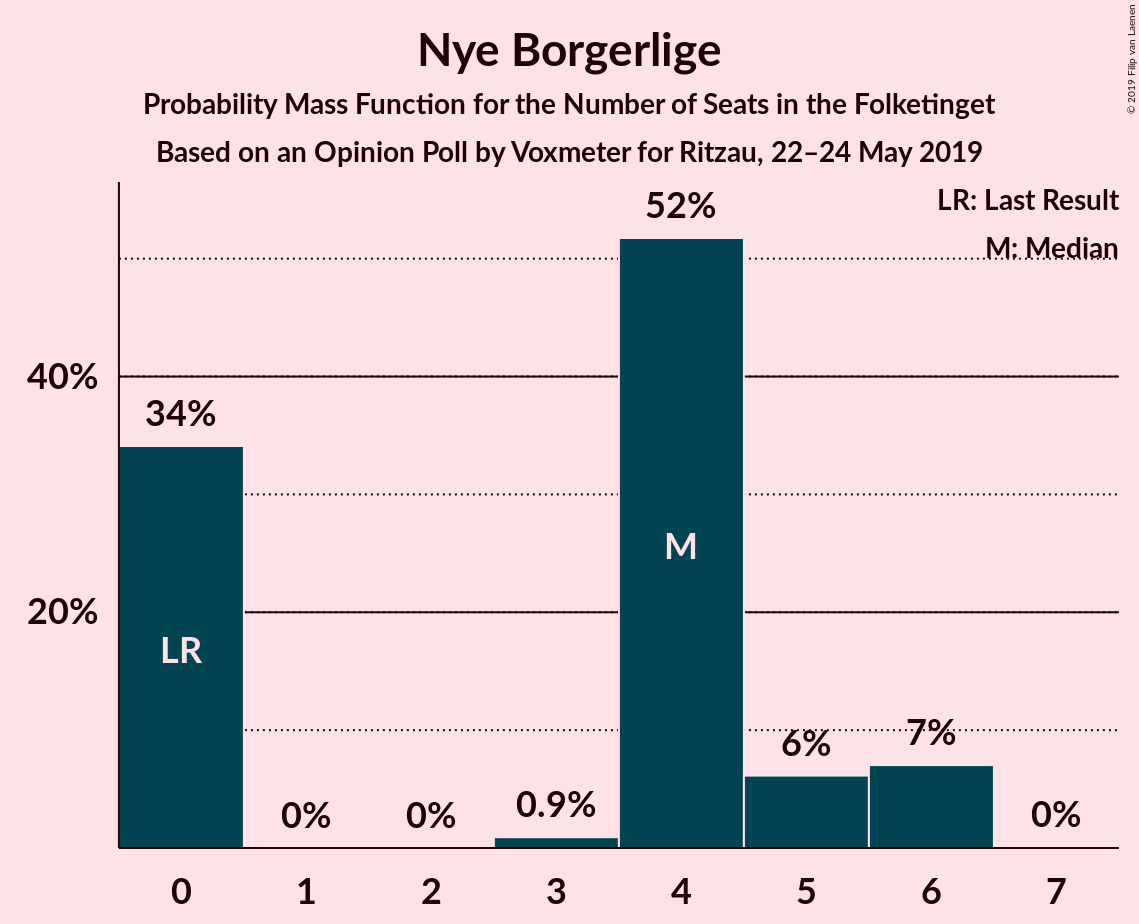 Nye Borgerlige
Probability Mass Function for the Number of Seats in the Folketinget
Based on an Opinion Poll by Voxmeter for Ritzau, 22–24 May 2019
© 2019 Filip van Laenen
LR: Last Result
M: Median
52%
40%
34%
M
20%
LR
7%
6%
0.9%
0%
0%
0%
0 1 2 3 4 5 6 7